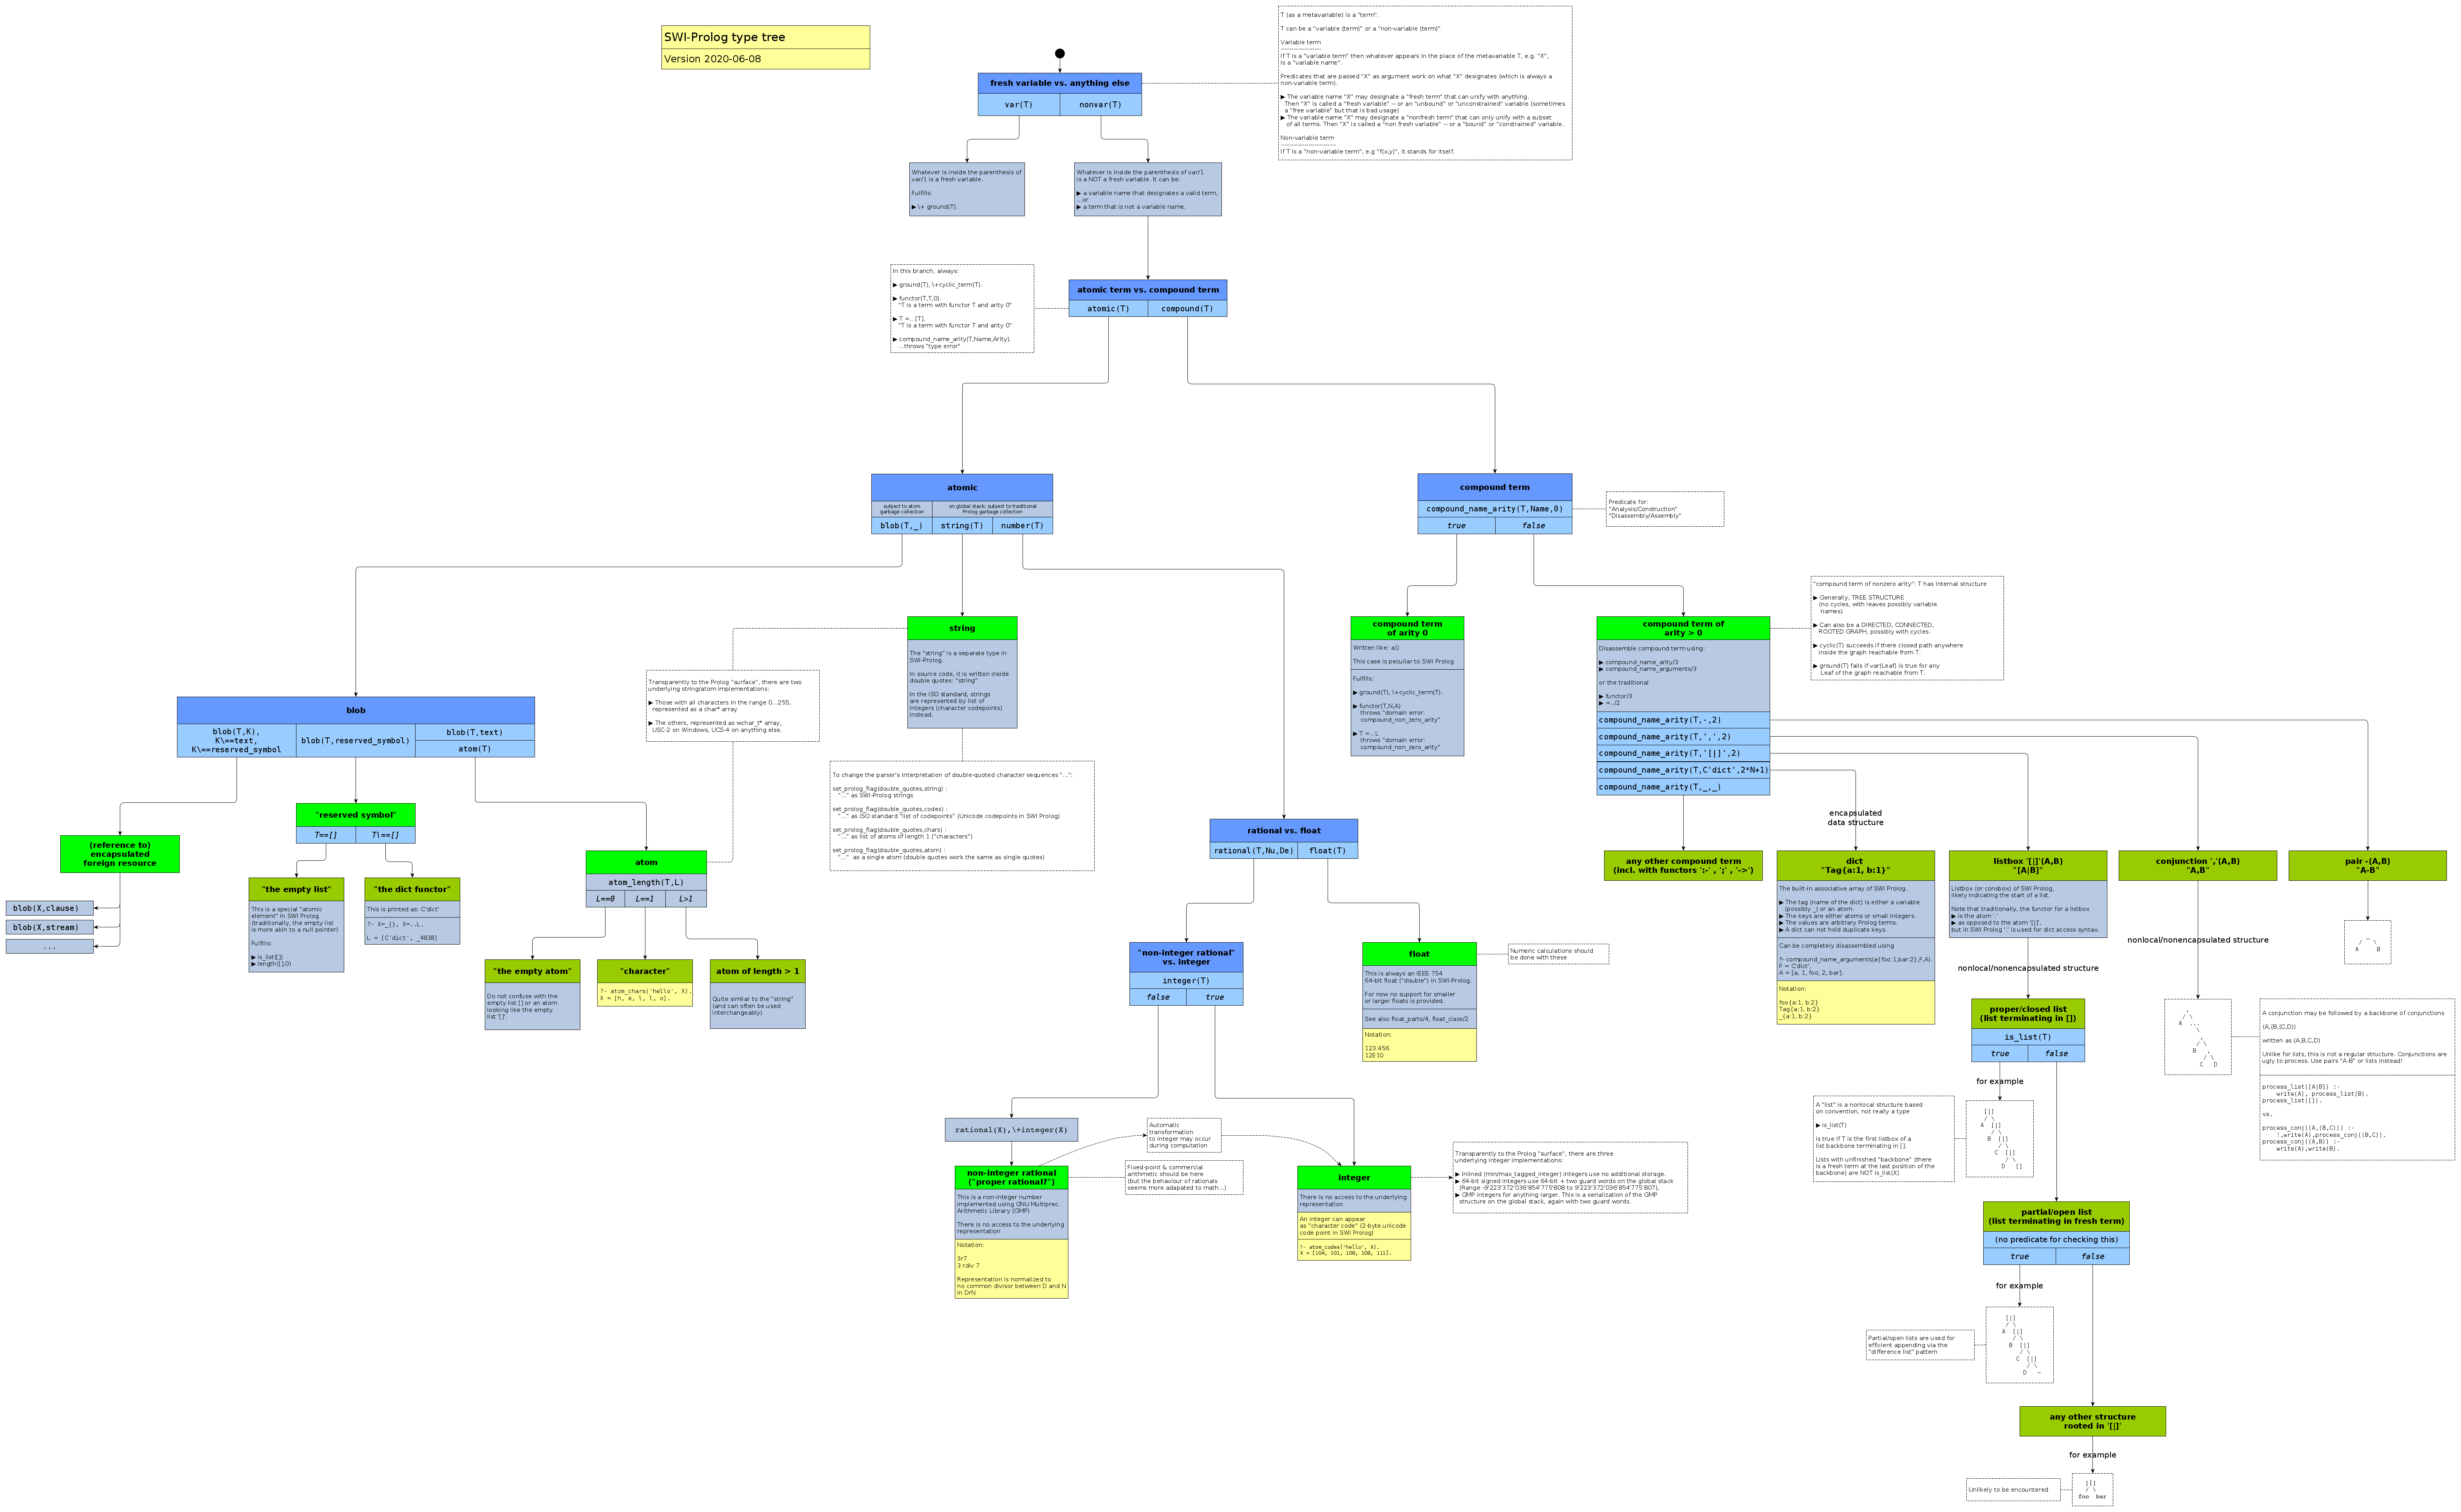 SWI-Prolog type tree
Version 2020-06-08
T (as a metavariable) is a "term".
T can be a "variable (term)" or a "non-variable (term)".
Variable term
--------------------
If T is a "variable term" then whatever appears in the place of the metavariable T, e.g. "X",
is a "variable name".
Predicates that are passed "X" as argument work on what "X" designates (which is always a
non-variable term).
▶ The variable name "X" may designate a "fresh term" that can unify with anything.
Then "X" is called a "fresh variable" -- or an "unbound" or "unconstrained" variable (sometimes
a "free variable" but that is bad usage)
▶ The variable name "X" may designate a "nonfresh term" that can only unify with a subset
of all terms. Then "X" is called a "non fresh variable" -- or a "bound" or "constrained" variable.
Non-variable term
---------------------------
If T is a "non-variable term", e.g "f(x,y)", it stands for itself.
fresh variable vs. anything else
var(T) nonvar(T)
Whatever is inside the parenthesis of
var/1 is a fresh variable.
Fulfills:
▶ \+ ground(T).
Whatever is inside the parenthesis of var/1
is a NOT a fresh variable. It can be:
▶ a variable name that designates a valid term,
...or
▶ a term that is not a variable name.
In this branch, always:
▶ ground(T), \+cyclic_term(T).
▶ functor(T,T,0).
"T is a term with functor T and arity 0"
▶ T =.. [T].
"T is a term with functor T and arity 0"
▶ compound_name_arity(T,Name,Arity).
...throws "type error"
atomic term vs. compound term
atomic(T) compound(T)
atomic
subject to atom
garbage collection
on global stack; subject to traditional
Prolog garbage collection
blob(T,_) string(T) number(T)
compound term
compound_name_arity(T,Name,0)
true false
Predicate for:
"Analysis/Construction"
"Disassembly/Assembly"
string
The "string" is a separate type in
SWI-Prolog.
In source code, it is written inside
double quotes: "string"
In the ISO standard, strings
are represented by list of
integers (character codepoints)
instead.
compound term
of arity 0
Written like: a()
This case is peculiar to SWI Prolog
Fulfills:
▶ ground(T), \+cyclic_term(T).
▶ functor(T,N,A)
throws "domain error:
compound_non_zero_arity"
▶ T =.. L
throws "domain error:
compound_non_zero_arity"
compound term of
arity > 0
Disassemble compound term using:
▶ compound_name_arity/3
▶ compound_name_arguments/3
or the traditional
▶ functor/3
▶ =../2
compound_name_arity(T,-,2)
compound_name_arity(T,',',2)
compound_name_arity(T,'[|]',2)
compound_name_arity(T,C'dict',2*N+1)
compound_name_arity(T,_,_)
"compound term of nonzero arity": T has internal structure
▶ Generally, TREE STRUCTURE
(no cycles, with leaves possibly variable
names)
▶ Can also be a DIRECTED, CONNECTED,
ROOTED GRAPH, possibly with cycles.
▶ cyclic(T) succeeds if there closed path anywhere
inside the graph reachable from T.
▶ ground(T) fails if var(Leaf) is true for any
Leaf of the graph reachable from T.
Transparently to the Prolog "surface", there are two
underlying string/atom implementations:
▶ Those with all characters in the range 0...255,
represented as a char* array
▶ The others, represented as wchar_t* array,
USC-2 on Windows, UCS-4 on anything else.
blob
blob(T,K),
K\==text,
K\==reserved_symbol
blob(T,reserved_symbol)
blob(T,text)
atom(T)
To change the parser's interpretation of double-quoted character sequences "...":
set_prolog_flag(double_quotes,string) :
"..." as SWI-Prolog strings
set_prolog_flag(double_quotes,codes) :
"..." as ISO standard "list of codepoints" (Unicode codepoints in SWI Prolog)
set_prolog_flag(double_quotes,chars) :
"..." as list of atoms of length 1 ("characters")
set_prolog_flag(double_quotes,atom) :
"..." as a single atom (double quotes work the same as single quotes)
(reference to)
encapsulated
foreign resource
blob(X,clause)
blob(X,stream)
...
"reserved symbol"
T==[] T\==[]
"the empty list"
This is a special "atomic
element" in SWI Prolog
(traditionally, the empty list
is more akin to a null pointer)
Fulfills:
▶ is_list([])
▶ length([],0)
"the dict functor"
This is printed as: C'dict'
?- X=_{}, X=..L.
L = [C'dict', _4838]
atom
atom_length(T,L)
L==0 L==1 L>1
"the empty atom"
Do not confuse with the
empty list [] or an atom
looking like the empty
list '[]'.
"character"
?- atom_chars('hello', X).
X = [h, e, l, l, o].
atom of length > 1
Quite similar to the "string"
(and can often be used
interchangeably)
rational vs. float
rational(T,Nu,De) float(T)
"non-integer rational"
vs. integer
integer(T)
false true
float
This is always an IEEE 754
64-bit float ("double") in SWI-Prolog.
For now no support for smaller
or larger floats is provided.
See also float_parts/4, float_class/2
Notation:
123.456
12E10
Numeric calculations should
be done with these
rational(X),\+integer(X)
Automatic
transformation
to integer may occur
during computation
non-integer rational
("proper rational?")
This is a non-integer number
implemented using GNU Multiprec.
Arithmetic Library (GMP)
There is no access to the underlying
representation
Notation:
3r7
3 rdiv 7
Representation is normalized to
no common divisor between D and N
in DrN
Fixed-point & commercial
arithmetic should be here
(but the behaviour of rationals
seems more adapated to math...)
integer
There is no access to the underlying
representation
An integer can appear
as "character code" (2-byte unicode
code point in SWI Prolog)
?- atom_codes('hello', X).
X = [104, 101, 108, 108, 111].
Transparently to the Prolog "surface", there are three
underlying integer implementations:
▶ Inlined (min/max_tagged_integer) integers use no additional storage.
▶ 64-bit signed integers use 64-bit + two guard words on the global stack
(Range -9'223'372'036'854'775'808 to 9'223'372'036'854'775'807),
▶ GMP integers for anything larger. This is a serialization of the GMP
structure on the global stack, again with two guard words.
encapsulated
data structure
any other compound term
(incl. with functors ':-' , ';' , '->')
dict
"Tag{a:1, b:1}"
The built-in associative array of SWI Prolog.
▶ The tag (name of the dict) is either a variable
(possibly _) or an atom.
▶ The keys are either atoms or small integers.
▶ The values are arbitrary Prolog terms.
▶ A dict can not hold duplicate keys.
Can be completely disassembled using
?- compound_name_arguments(a{foo:1,bar:2},F,A).
F = C'dict',
A = [a, 1, foo, 2, bar].
Notation:
foo{a:1, b:2}
Tag{a:1, b:2}
_{a:1, b:2}
listbox '[|]'(A,B)
"[A|B]"
Listbox (or consbox) of SWI Prolog,
likely indicating the start of a list.
Note that traditionally, the functor for a listbox
▶ is the atom '.'
▶ as opposed to the atom '[|]',
but in SWI Prolog '.' is used for dict access syntax.
conjunction ','(A,B)
"A,B"
pair -(A,B)
"A-B"
-
/ \
A B
nonlocal/nonencapsulated structure
nonlocal/nonencapsulated structure
proper/closed list
(list terminating in [])
is_list(T)
true false
for example
A "list" is a nonlocal structure based
on convention, not really a type
▶ is_list(T)
is true if T is the first listbox of a
list backbone terminating in [].
Lists with unfinished "backbone" (there
is a fresh term at the last position of the
backbone) are NOT is_list(X)
[|]
/ \
A [|]
/ \
B [|]
/ \
C [|]
/ \
D []
,
/ \
A ...
\
,
/ \
B ,
/ \
C D
A conjunction may be followed by a backbone of conjunctions
(A,(B,(C,D))
written as (A,B,C,D)
Unlike for lists, this is not a regular structure. Conjunctions are
ugly to process. Use pairs "A-B" or lists instead!
process_list([A|B]) :-
write(A), process_list(B).
process_list([]).
vs.
process_conj((A,(B,C))) :-
!,write(A),process_conj((B,C)).
process_conj((A,B)) :-
write(A),write(B).
partial/open list
(list terminating in fresh term)
(no predicate for checking this)
true false
for example
Partial/open lists are used for
efficient appending via the
"difference list" pattern
[|]
/ \
A [|]
/ \
B [|]
/ \
C [|]
/ \
D ~
any other structure
rooted in '[|]'
for example
Unlikely to be encountered
[|]
/ \
foo bar